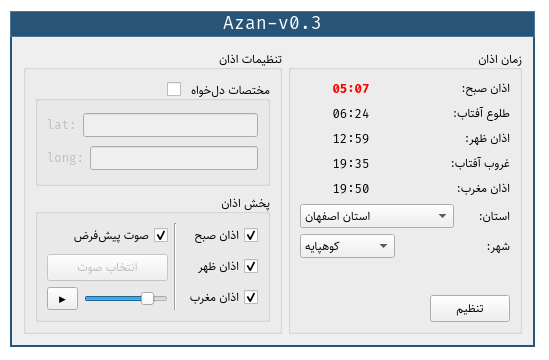 Azan-v0.3
زمان اذان
اذان صبح: 05:07
طلوع آفتاب: 06:24
اذان ظهر: 12:59
غروب آفتاب: 19:35
اذان مغرب: 19:50
استان: استان اصفهان
شهر: کوهپایه
تنظیم
تنظیمات اذان
مختصات دل‌خواه
lat:
long:
پخش اذان
اذان صبح
اذان ظهر
اذان مغرب
صوت پیش‌فرض
انتخاب صوت